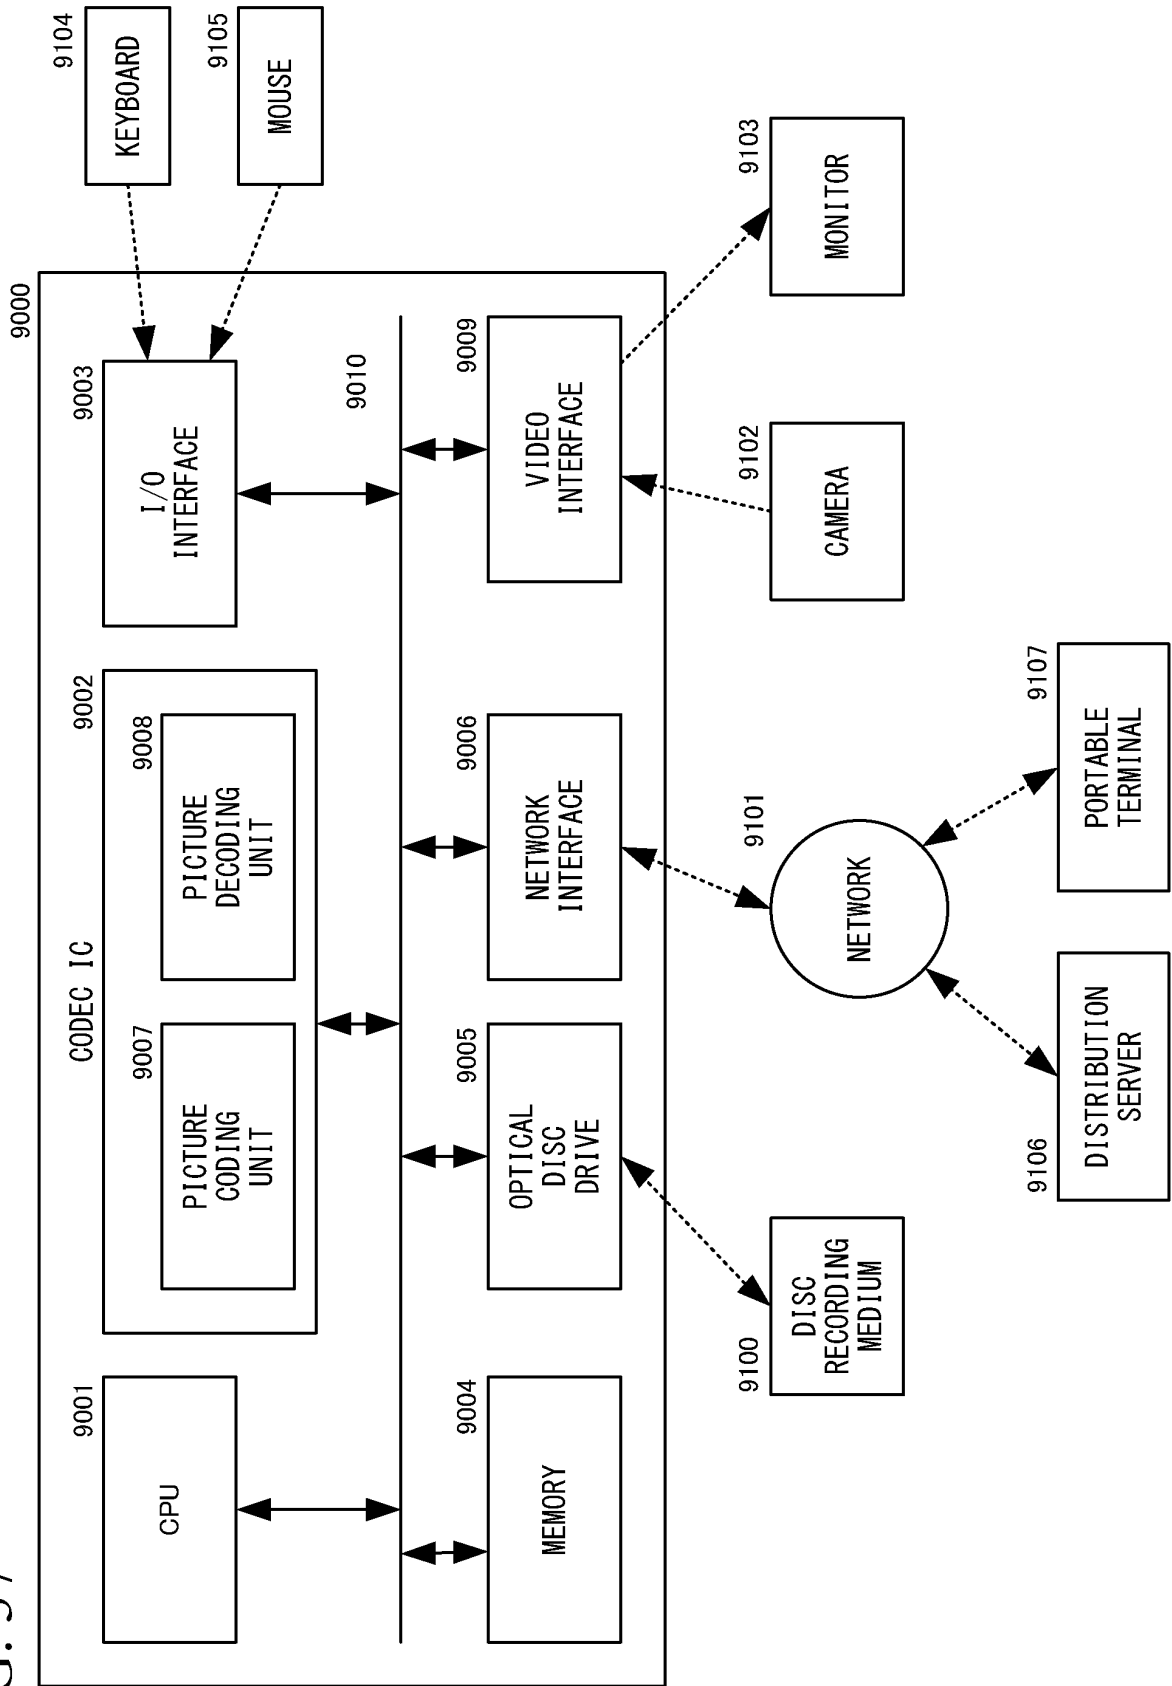 9000
CPU
9001
CODEC IC
9002
PICTURE
CODING
UNIT
9007
PICTURE
DECODING
UNIT
9008
I/O
INTERFACE
9003
KEYBOARD
9104
MOUSE
9105
9010
MEMORY
9004
OPTICAL
DISC
DRIVE
9005
NETWORK
INTERFACE
9006
VIDEO
INTERFACE
9009
9100
DISC
RECORDING
MEDIUM
NETWORK
9101
CAMERA
9102
MONITOR
9103
9106
DISTRIBUTION
SERVER
PORTABLE
TERMINAL
9107